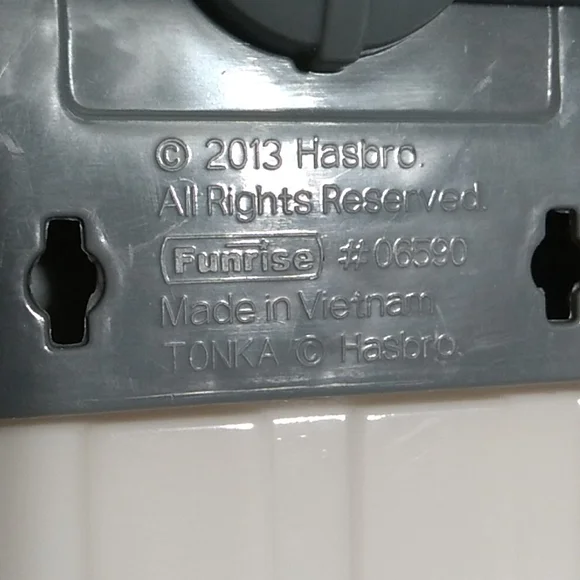 © 2013 Hasbro.
All Rights Reserved.
Funrise #06590
Made in Vietnam
TONKA © Hasbro.